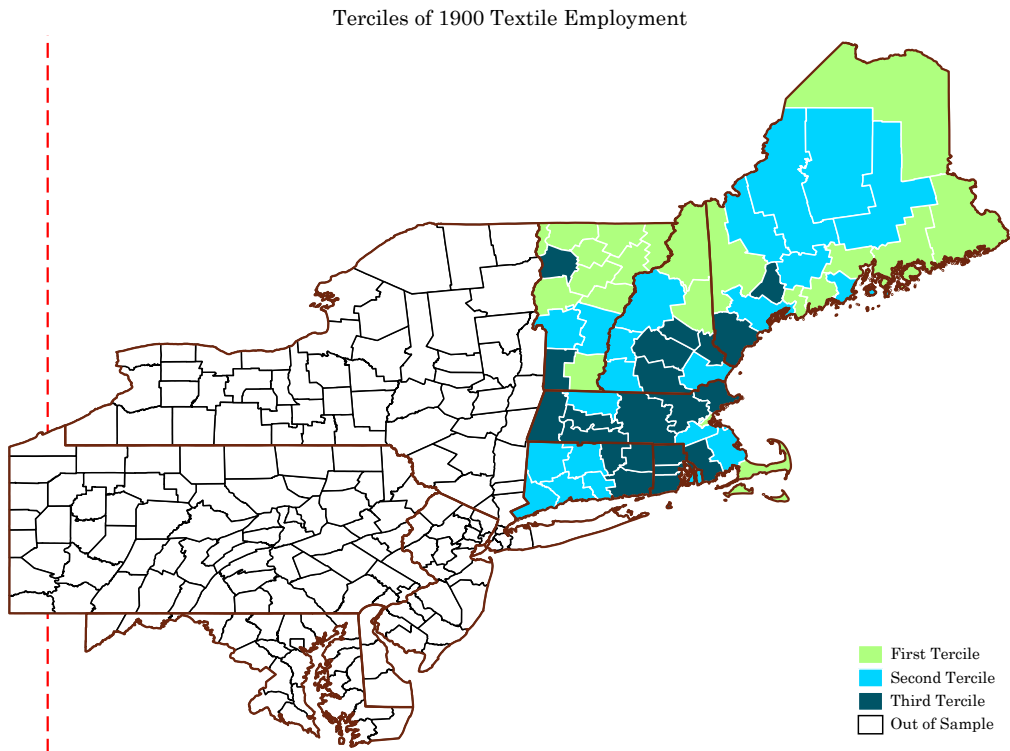 Terciles of 1900 Textile Employment
First Tercile
Second Tercile
Third Tercile
Out of Sample